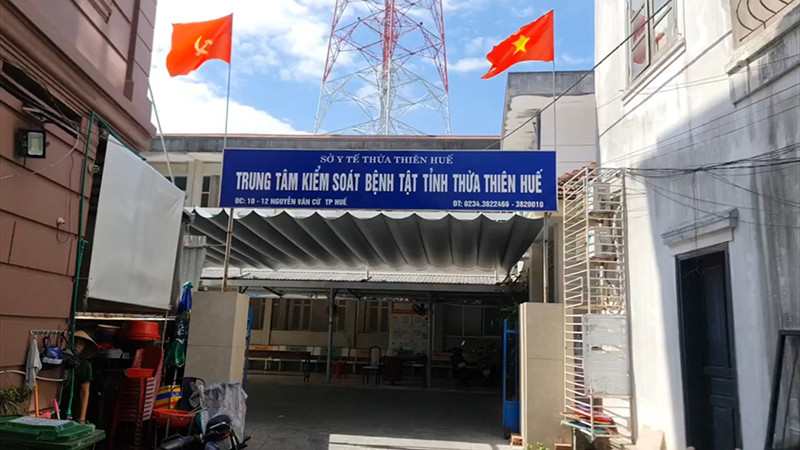 SỞ Y TẾ THỪA THIÊN HUẾ
TRUNG TÂM KIỂM SOÁT BỆNH TẬT TỈNH THỪA THIÊN HUẾ
ĐC: 10 - 12 NGUYỄN VĂN CỪ TP HUẾ ĐT: 0234.3822466 - 3820010